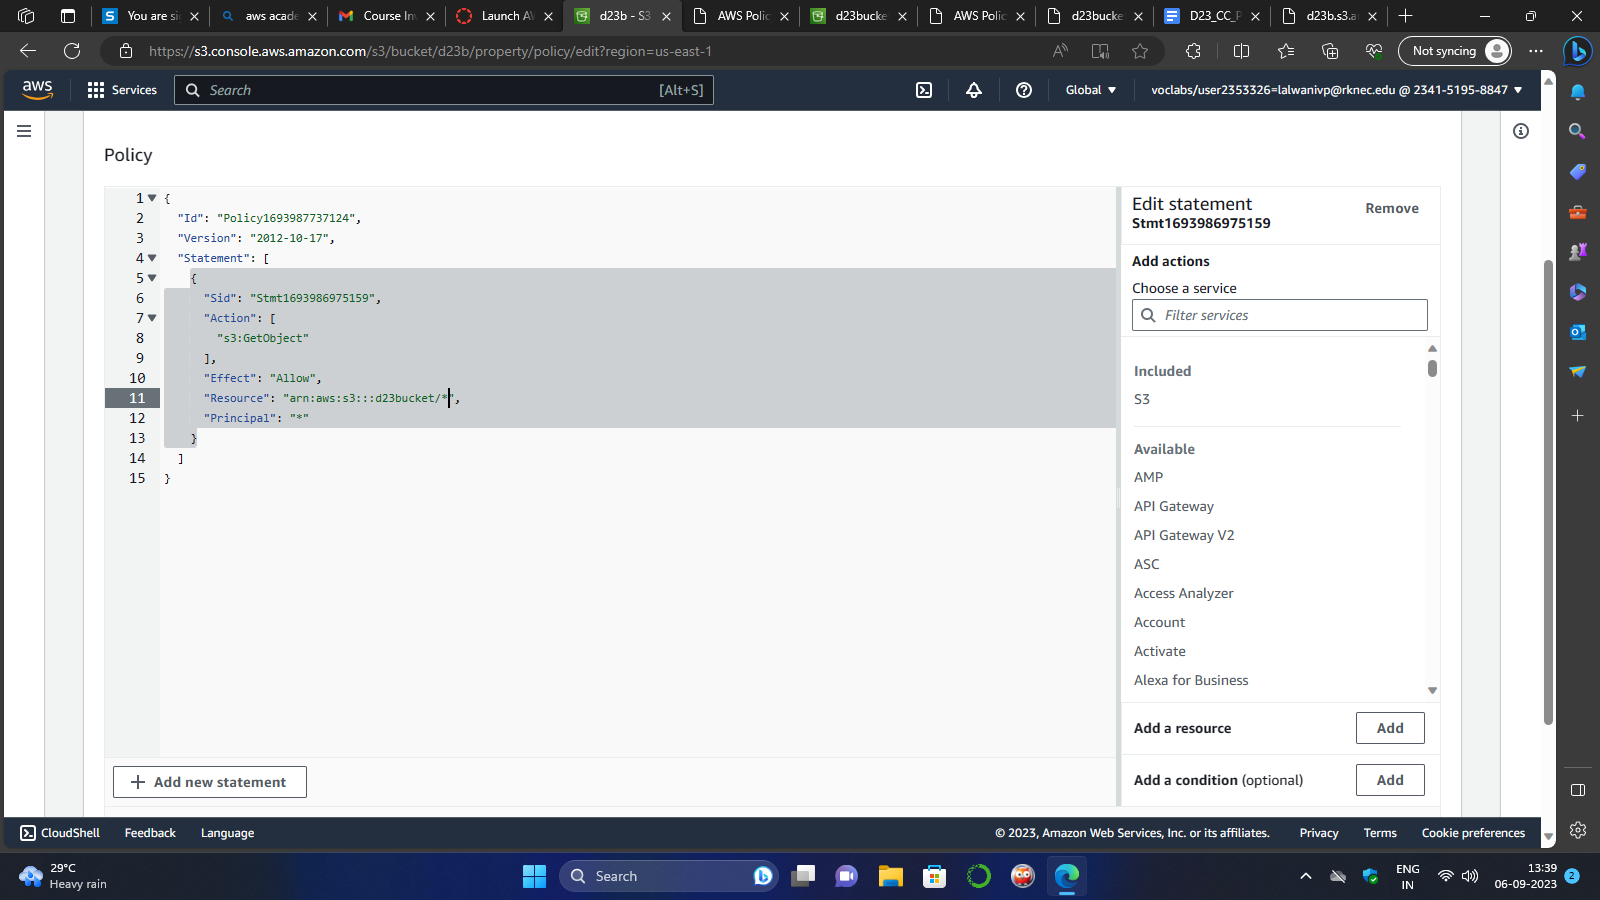 You are si
aws acade
Course Inv
Launch AW
d23b - S3
AWS Polic
d23bucke
AWS Polic
d23bucke
D23_CC_P
d23b.s3.a
https://s3.console.aws.amazon.com/s3/bucket/d23b/property/policy/edit?region=us-east-1
Not syncing
aws
Services
Search
[Alt+S]
Global
voclabs/user2353326=lalwanivp@rknec.edu @ 2341-5195-8847
Policy
1 {
2 "Id": "Policy1693987737124",
3 "Version": "2012-10-17",
4 "Statement": [
5 {
6 "Sid": "Stmt1693986975159",
7 "Action": [
8 "s3:GetObject"
9 ],
10 "Effect": "Allow",
11 "Resource": "arn:aws:s3:::d23bucket/*",
12 "Principal": "*"
13 }
14 ]
15 }
Add new statement
Edit statement
Stmt1693986975159
Remove
Add actions
Choose a service
Filter services
Included
S3
Available
AMP
API Gateway
API Gateway V2
ASC
Access Analyzer
Account
Activate
Alexa for Business
Add a resource
Add
Add a condition (optional)
Add
CloudShell
Feedback
Language
© 2023, Amazon Web Services, Inc. or its affiliates.
Privacy
Terms
Cookie preferences
29°C
Heavy rain
Search
ENG
IN
13:39
06-09-2023
2